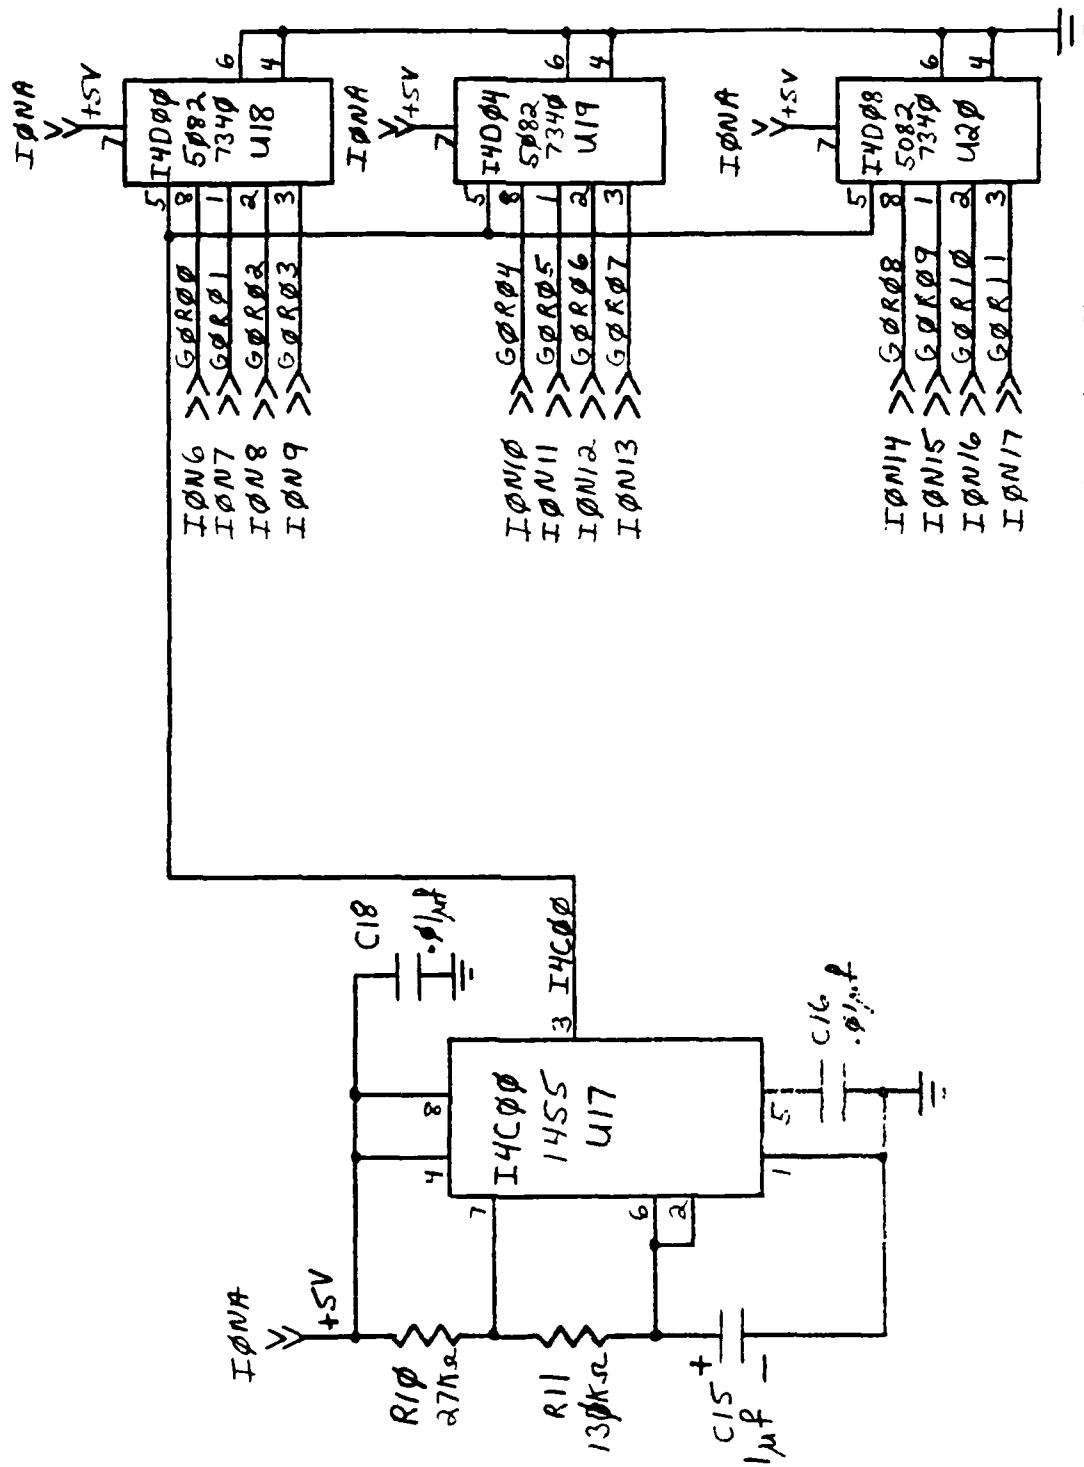 IØNA
+5V
7
6
4
I4DØØ
5Ø82
734Ø
U18
5
8
1
2
3
GØRØØ
GØRØ1
GØRØ2
GØRØ3
IØN6
IØN7
IØN8
IØN9
IØNA
+5V
7
6
4
I4DØ4
5Ø82
734Ø
U19
5
8
1
2
3
GØRØ4
GØRØ5
GØRØ6
GØRØ7
IØN1Ø
IØN11
IØN12
IØN13
IØNA
+5V
7
6
4
I4DØ8
5082
734Ø
U2Ø
5
8
1
2
3
GØRØ8
GØRØ9
GØR1Ø
GØR11
IØN14
IØN15
IØN16
IØN17
C18
.Ø1µf
I4CØØ
3
8
4
I4CØØ
1455
U17
7
6
2
5
1
C16
.Ø1µf
IØNA
+5V
R1Ø
27KΩ
R11
13ØKΩ
C15
+
−
1µf